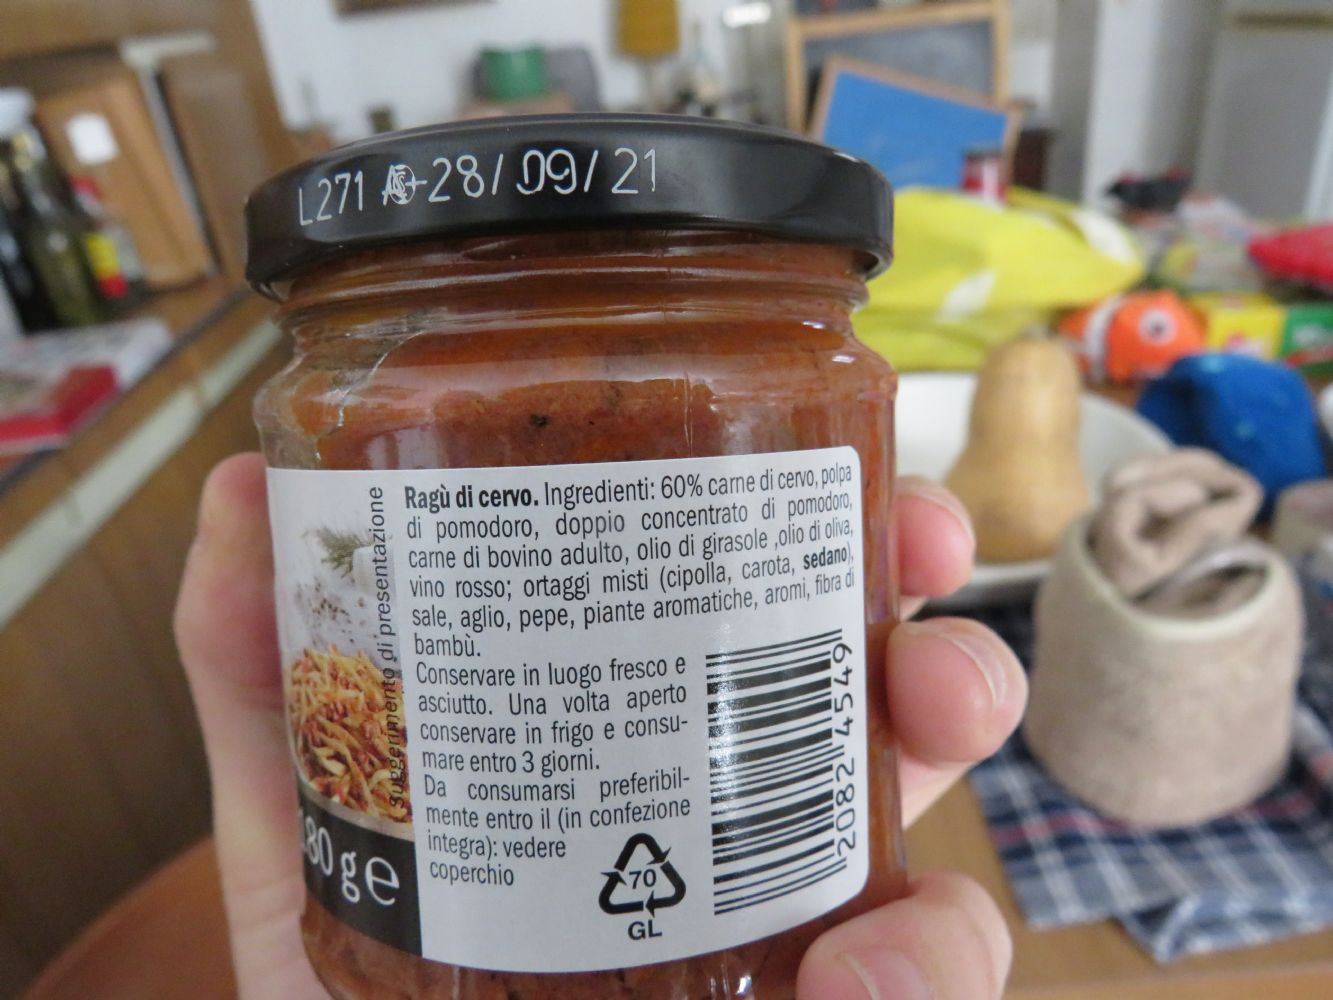 L271 28/09/21
Suggerimento di presentazione
Ragù di cervo. Ingredienti: 60% carne di cervo, polpa
di pomodoro, doppio concentrato di pomodoro,
carne di bovino adulto, olio di girasole ,olio di oliva,
vino rosso; ortaggi misti (cipolla, carota, sedano),
sale, aglio, pepe, piante aromatiche, aromi, fibra di
bambù.
Conservare in luogo fresco e
asciutto. Una volta aperto
conservare in frigo e consu-
mare entro 3 giorni.
Da consumarsi preferibil-
mente entro il (in confezione
integra): vedere
coperchio
180 g e
70
GL
2082 4549